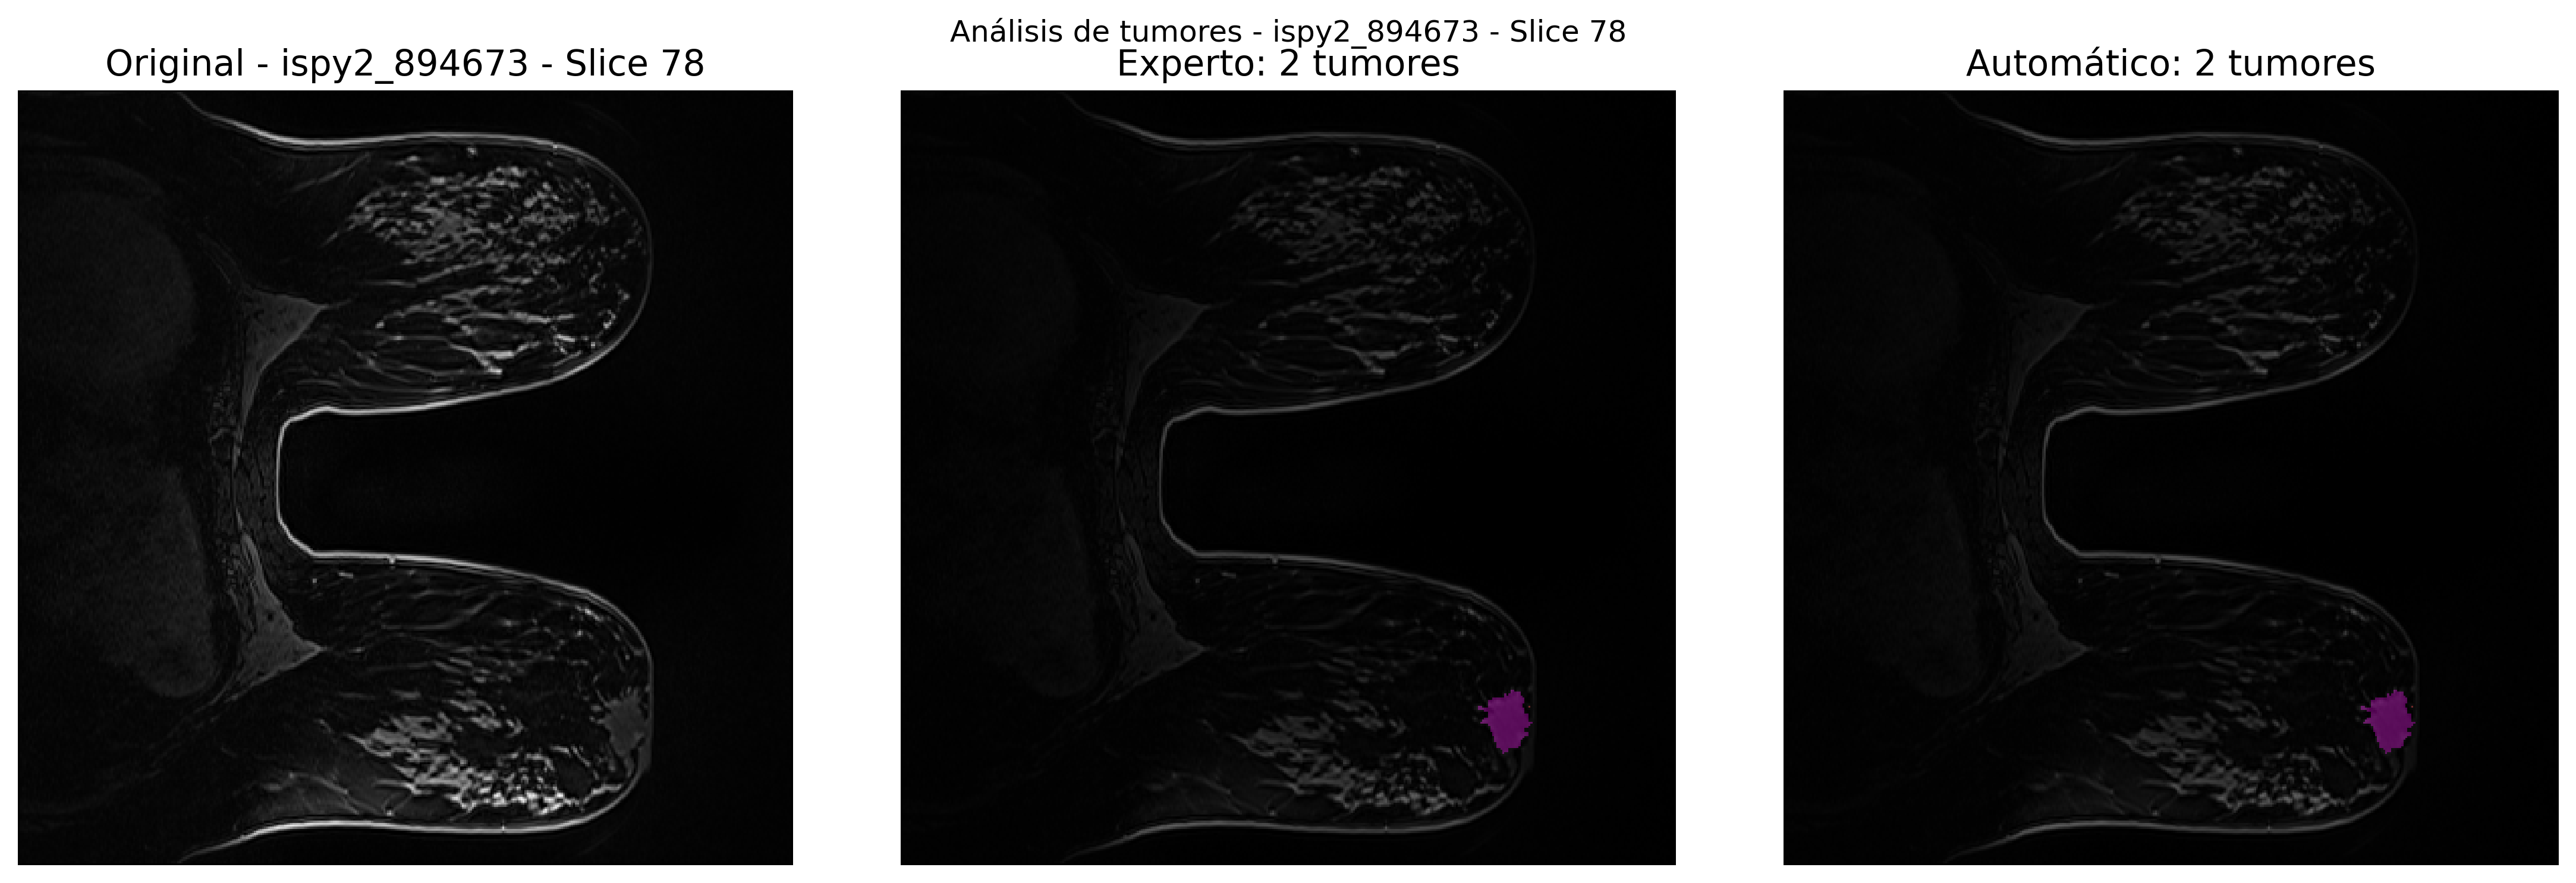 Análisis de tumores - ispy2_894673 - Slice 78
Original - ispy2_894673 - Slice 78
Experto: 2 tumores
Automático: 2 tumores